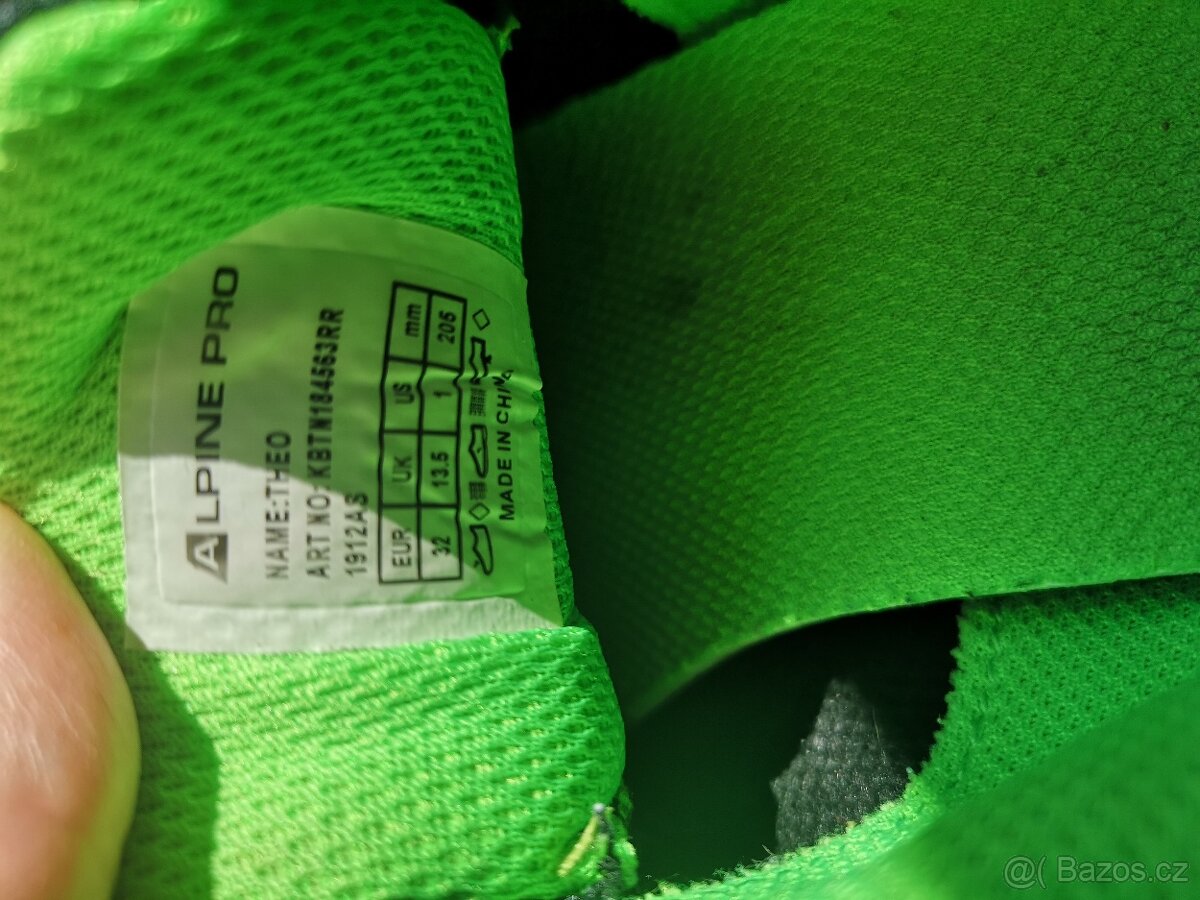 ALPINE PRO
NAME:THEO
ART NO: KBTN184563RR
1912AS
EUR UK US mm
32 13.5 1 205
MADE IN CHINA
@( Bazos.cz